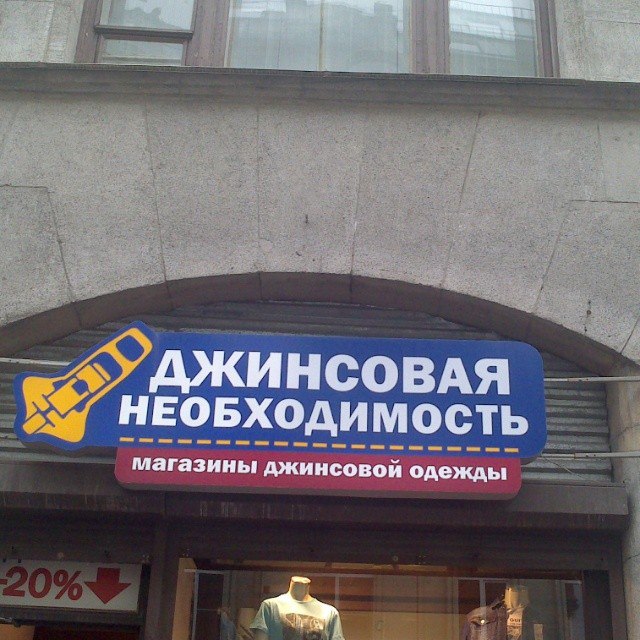 ДЖИНСОВАЯ
НЕОБХОДИМОСТЬ
магазины джинсовой одежды
-20%